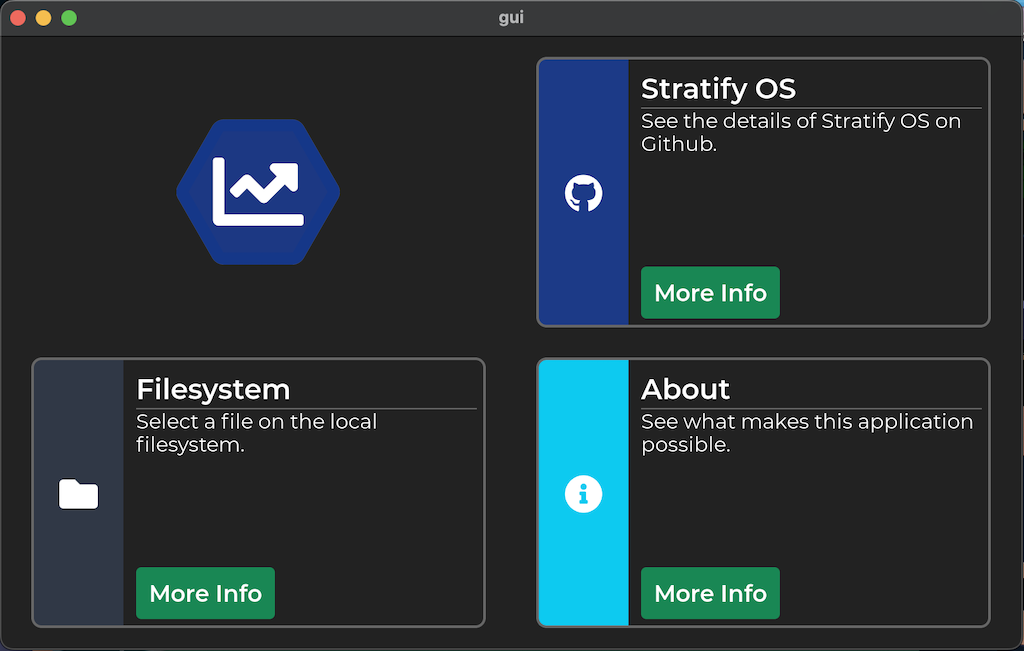 gui
Stratify OS
See the details of Stratify OS on
Github.
More Info
Filesystem
Select a file on the local
filesystem.
More Info
About
See what makes this application
possible.
More Info